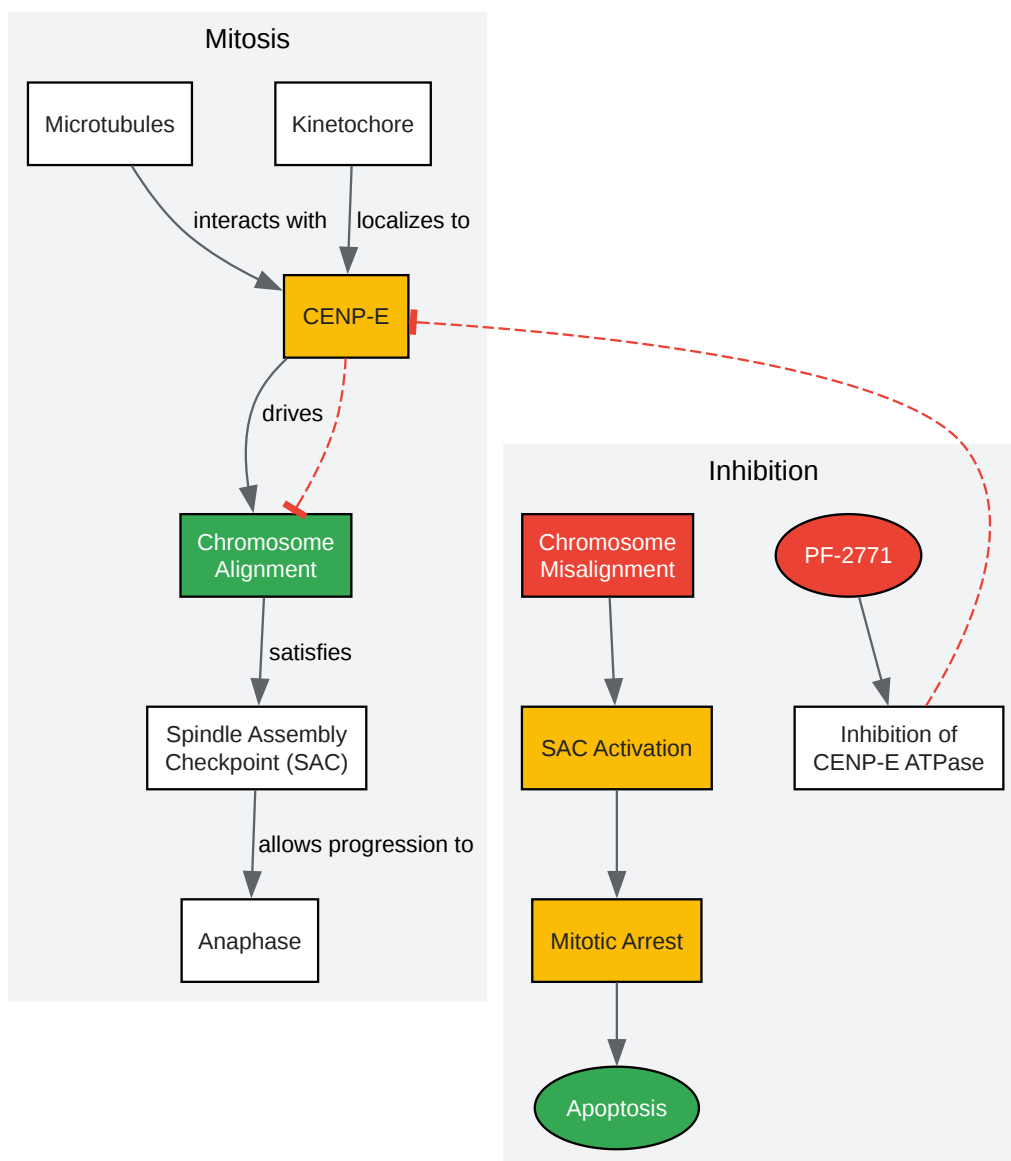 Mitosis
Microtubules
Kinetochore
interacts with
localizes to
CENP-E
drives
Chromosome
Alignment
satisfies
Spindle Assembly
Checkpoint (SAC)
allows progression to
Anaphase
Inhibition
Chromosome
Misalignment
PF-2771
SAC Activation
Inhibition of
CENP-E ATPase
Mitotic Arrest
Apoptosis